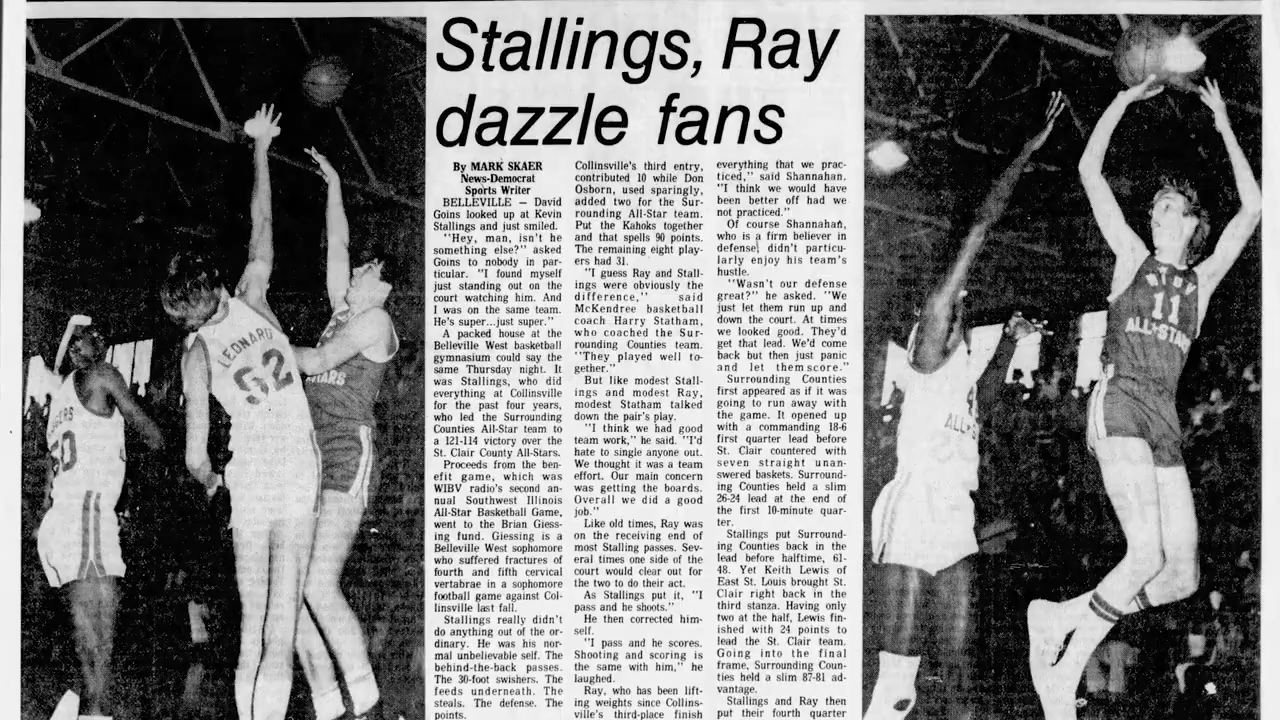 Stallings, Ray
dazzle fans
By MARK SKAER
News-Democrat
Sports Writer
BELLEVILLE — David
Goins looked up at Kevin
Stallings and just smiled.
"Hey, man, isn't he
something else?" asked
Goins to nobody in par-
ticular. "I found myself
just standing out on the
court watching him. And
I was on the same team.
He's super...just super."
A packed house at the
Belleville West basketball
gymnasium could say the
same Thursday night. It
was Stallings, who did
everything at Collinsville
for the past four years,
who led the Surrounding
Counties All-Star team to
a 121-114 victory over the
St. Clair County All-Stars.
Proceeds from the ben-
efit game, which was
WIBV radio's second an-
nual Southwest Illinois
All-Star Basketball Game,
went to the Brian Giess-
ing fund. Giessing is a
Belleville West sophomore
who suffered fractures of
fourth and fifth cervical
vertabrae in a sophomore
football game against Col-
linsville last fall.
Stallings really didn't
do anything out of the or-
dinary. He was his nor-
mal unbelievable self. The
behind-the-back passes.
The 30-foot swishers. The
feeds underneath. The
steals. The defense. The
points.
Collinsville's third entry,
contributed 10 while Don
Osborn, used sparingly,
added two for the Sur-
rounding All-Star team.
Put the Kahoks together
and that spells 90 points.
The remaining eight play-
ers had 31.
"I guess Ray and Stall-
ings were obviously the
difference," said
McKendree basketball
coach Harry Statham,
who coached the Sur-
rounding Counties team.
"They played well to-
gether."
But like modest Stall-
ings and modest Ray,
modest Statham talked
down the pair's play.
"I think we had good
team work," he said. "I'd
hate to single anyone out.
We thought it was a team
effort. Our main concern
was getting the boards.
Overall we did a good
job."
Like old times, Ray was
on the receiving end of
most Stalling passes. Sev-
eral times one side of the
court would clear out for
the two to do their act.
As Stallings put it, "I
pass and he shoots."
He then corrected him-
self.
"I pass and he scores.
Shooting and scoring is
the same with him," he
laughed.
Ray, who has been lift-
ing weights since Collins-
ville's third-place finish
everything that we prac-
ticed," said Shannahan.
"I think we would have
been better off had we
not practiced."
Of course Shannahan,
who is a firm believer in
defense, didn't particu-
larly enjoy his team's
hustle.
"Wasn't our defense
great?" he asked. "We
just let them run up and
down the court. At times
we looked good. They'd
get that lead. We'd come
back but then just panic
and let them score."
Surrounding Counties
first appeared as if it was
going to run away with
the game. It opened up
with a commanding 18-6
first quarter lead before
St. Clair countered with
seven straight unan-
swered baskets. Surround-
ing Counties held a slim
26-24 lead at the end of
the first 10-minute quar-
ter.
Stallings put Surround-
ing Counties back in the
lead before halftime, 61-
48. Yet Keith Lewis of
East St. Louis brought St.
Clair right back in the
third stanza. Having only
two at the half, Lewis fin-
ished with 24 points to
lead the St. Clair team.
Going into the final
frame, Surrounding Coun-
ties held a slim 87-81 ad-
vantage.
Stallings and Ray then
put their fourth quarter
50
LEONARD
52
WIBV
11
ALL-STARS